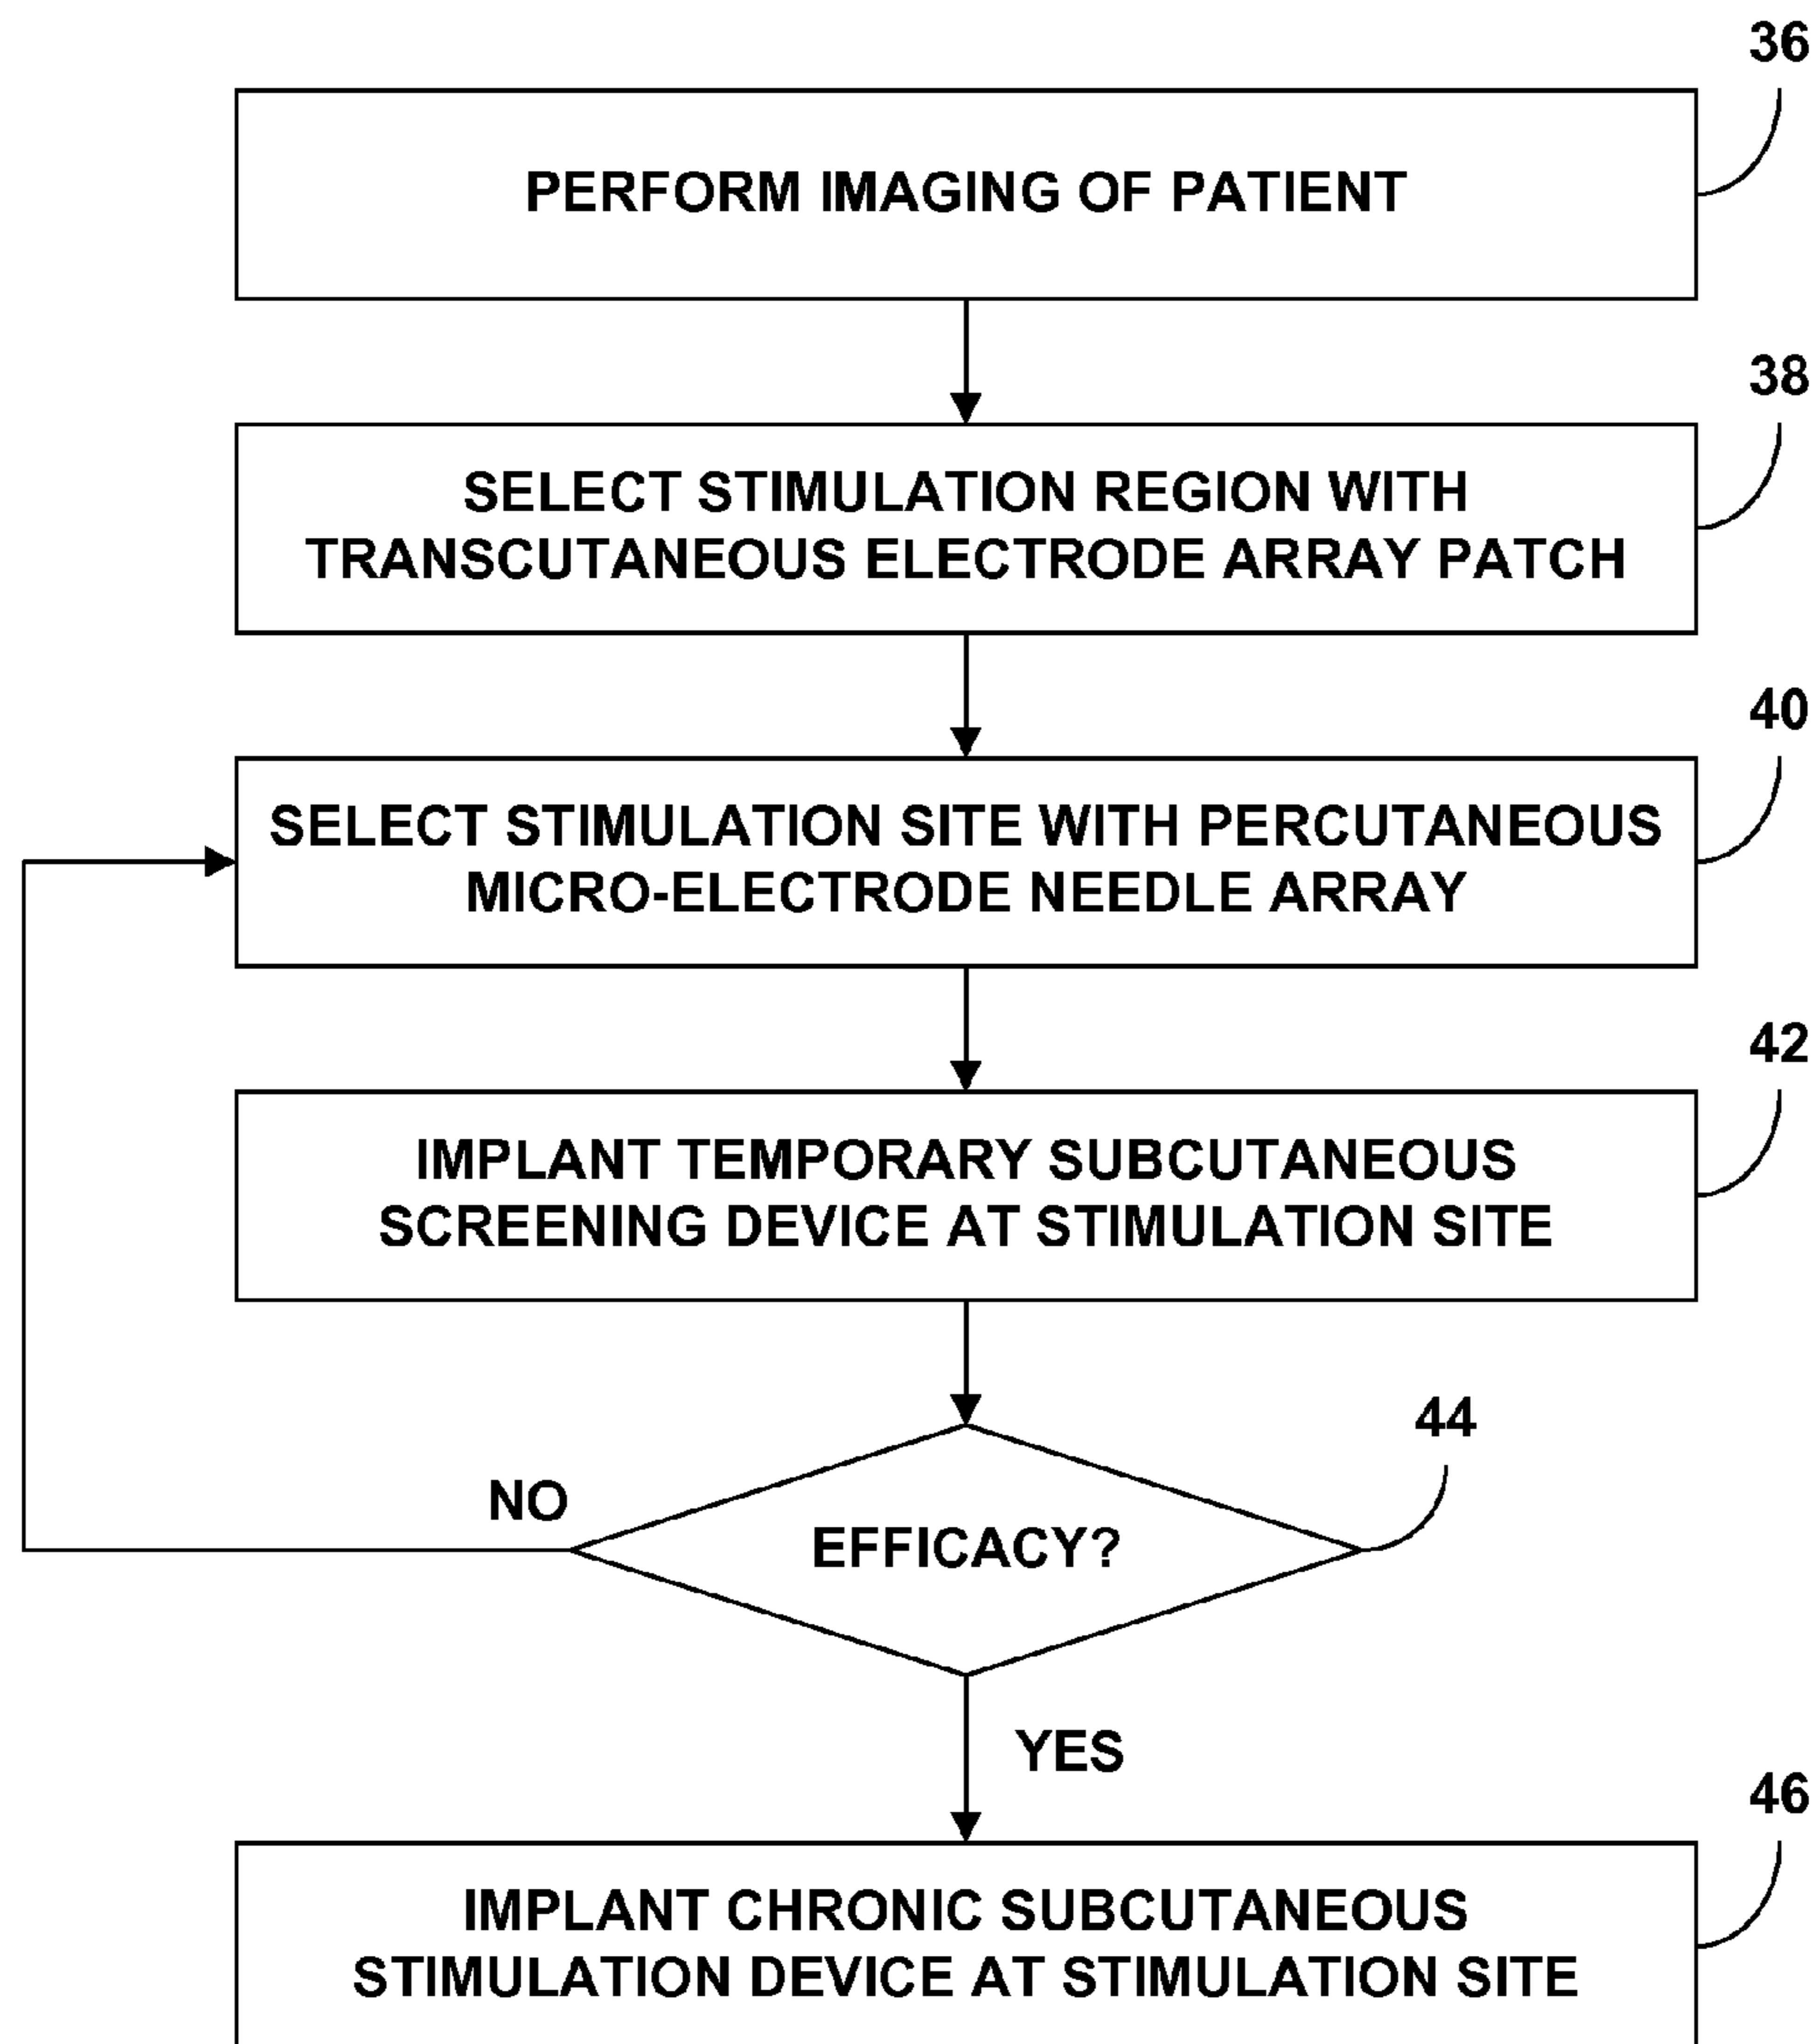 36
PERFORM IMAGING OF PATIENT
38
SELECT STIMULATION REGION WITH
TRANSCUTANEOUS ELECTRODE ARRAY PATCH
40
SELECT STIMULATION SITE WITH PERCUTANEOUS
MICRO-ELECTRODE NEEDLE ARRAY
42
IMPLANT TEMPORARY SUBCUTANEOUS
SCREENING DEVICE AT STIMULATION SITE
44
NO
EFFICACY?
YES
46
IMPLANT CHRONIC SUBCUTANEOUS
STIMULATION DEVICE AT STIMULATION SITE